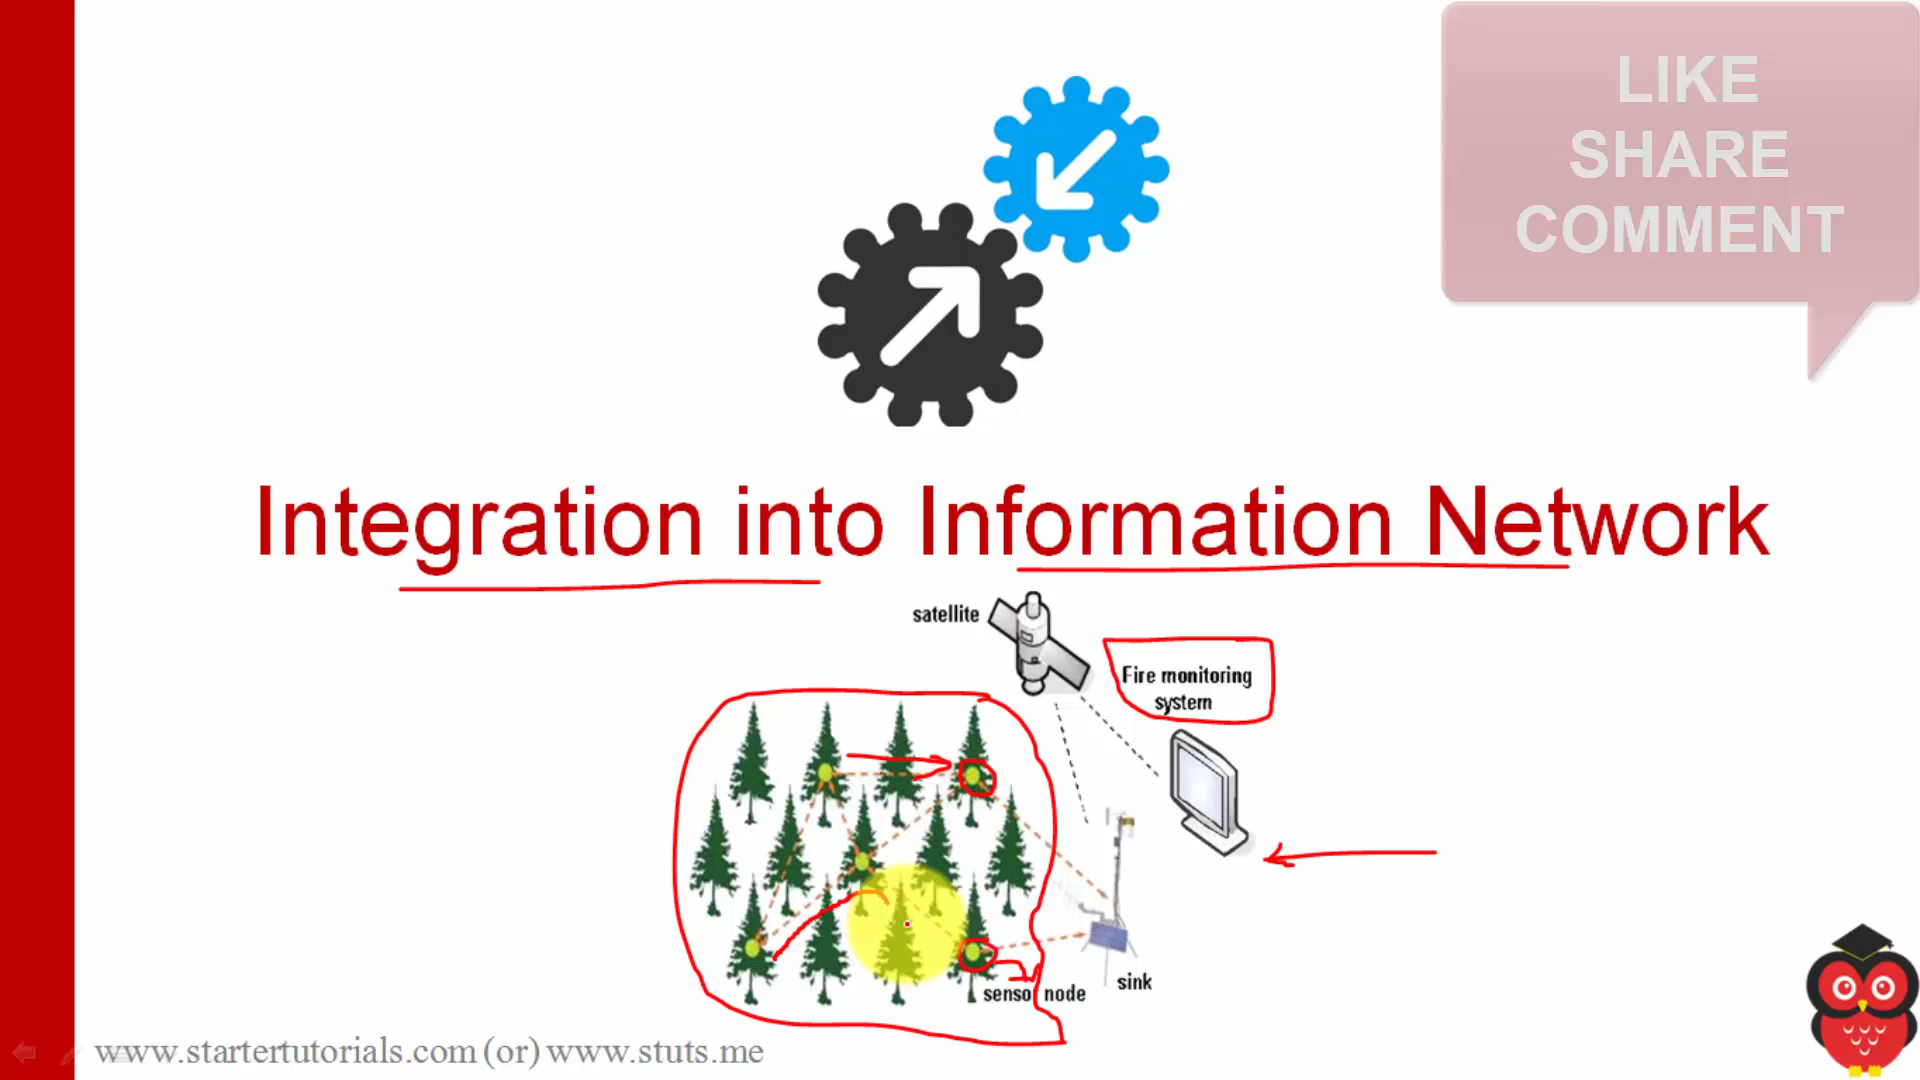 LIKE
SHARE
COMMENT
Integration into Information Network
satellite
Fire monitoring
system
sensor node
sink
www.startertutorials.com (or) www.stuts.me